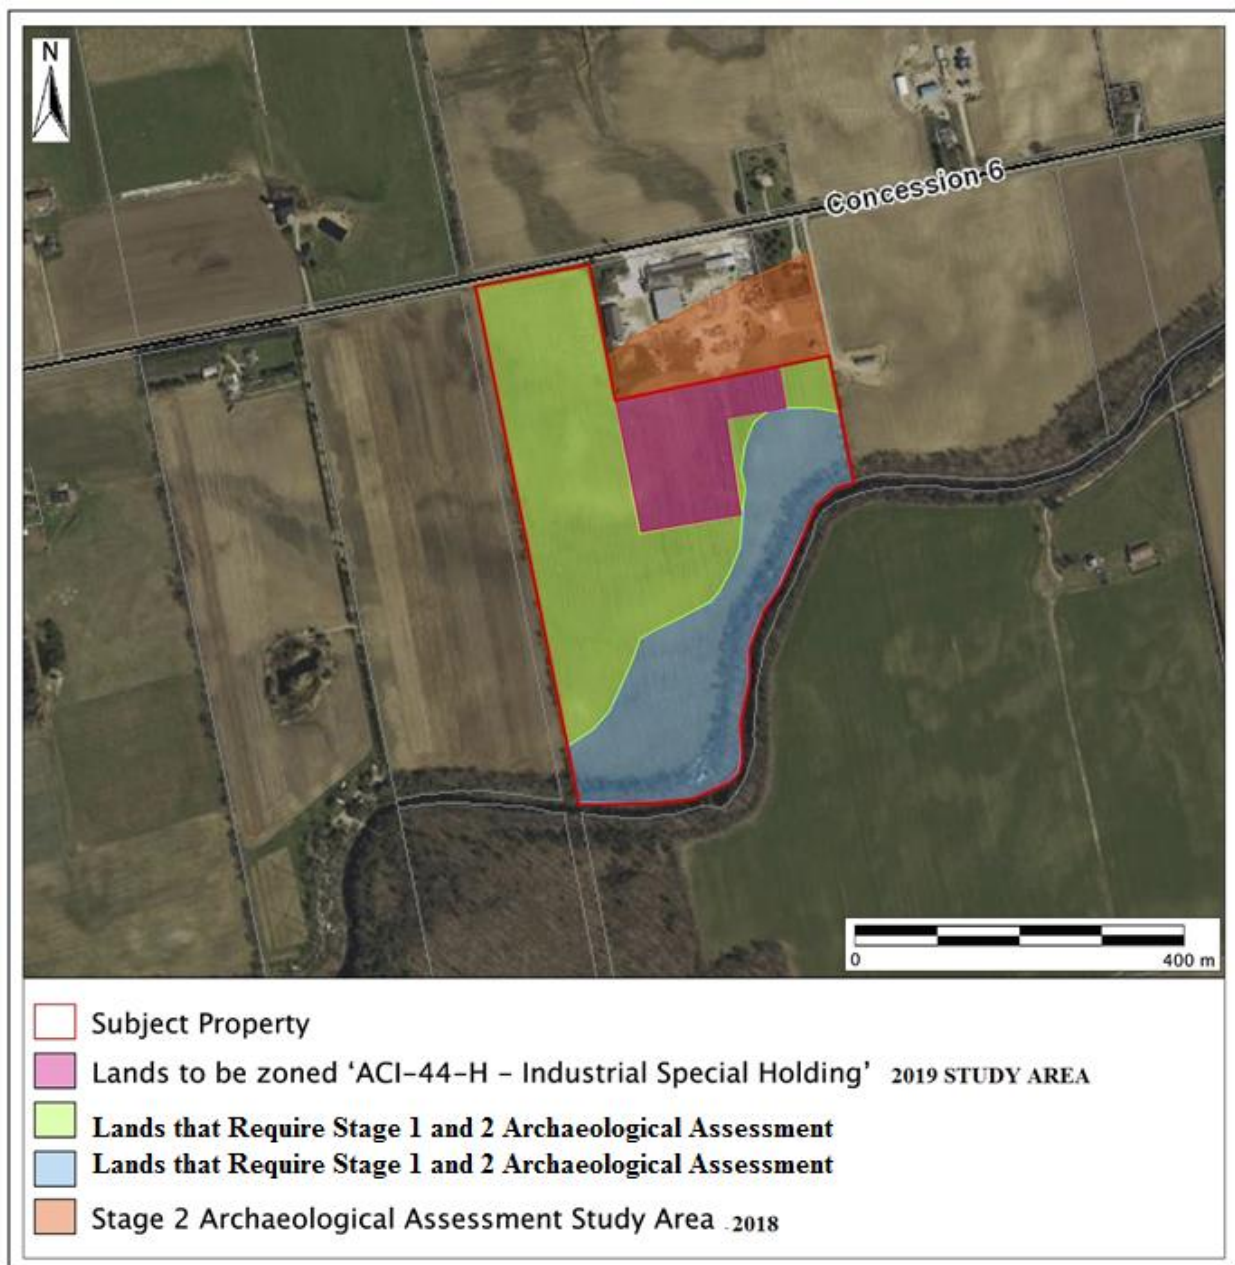 N
Concession 6
0 400 m
Subject Property
Lands to be zoned ‘ACI-44-H – Industrial Special Holding’ 2019 STUDY AREA
Lands that Require Stage 1 and 2 Archaeological Assessment
Lands that Require Stage 1 and 2 Archaeological Assessment
Stage 2 Archaeological Assessment Study Area - 2018